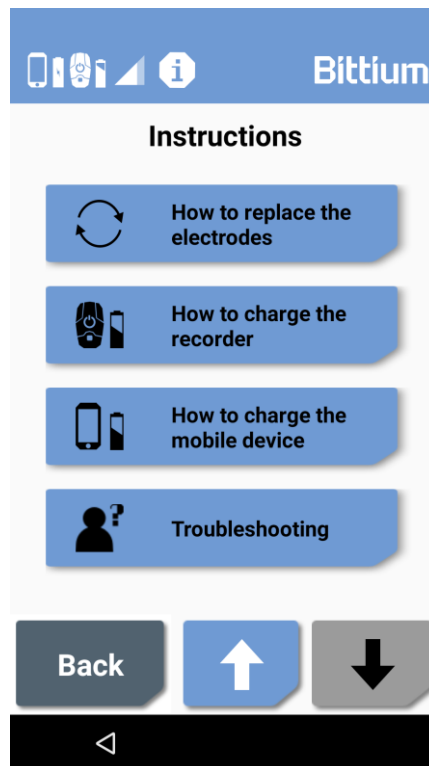 Bittium
Instructions
How to replace the
electrodes
How to charge the
recorder
How to charge the
mobile device
Troubleshooting
Back